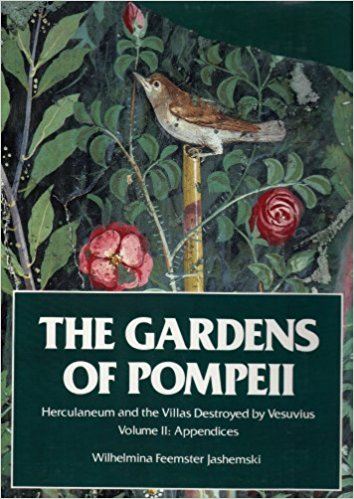 THE GARDENS
OF POMPEII
Herculaneum and the Villas Destroyed by Vesuvius
Volume II: Appendices
Wilhelmina Feemster Jashemski